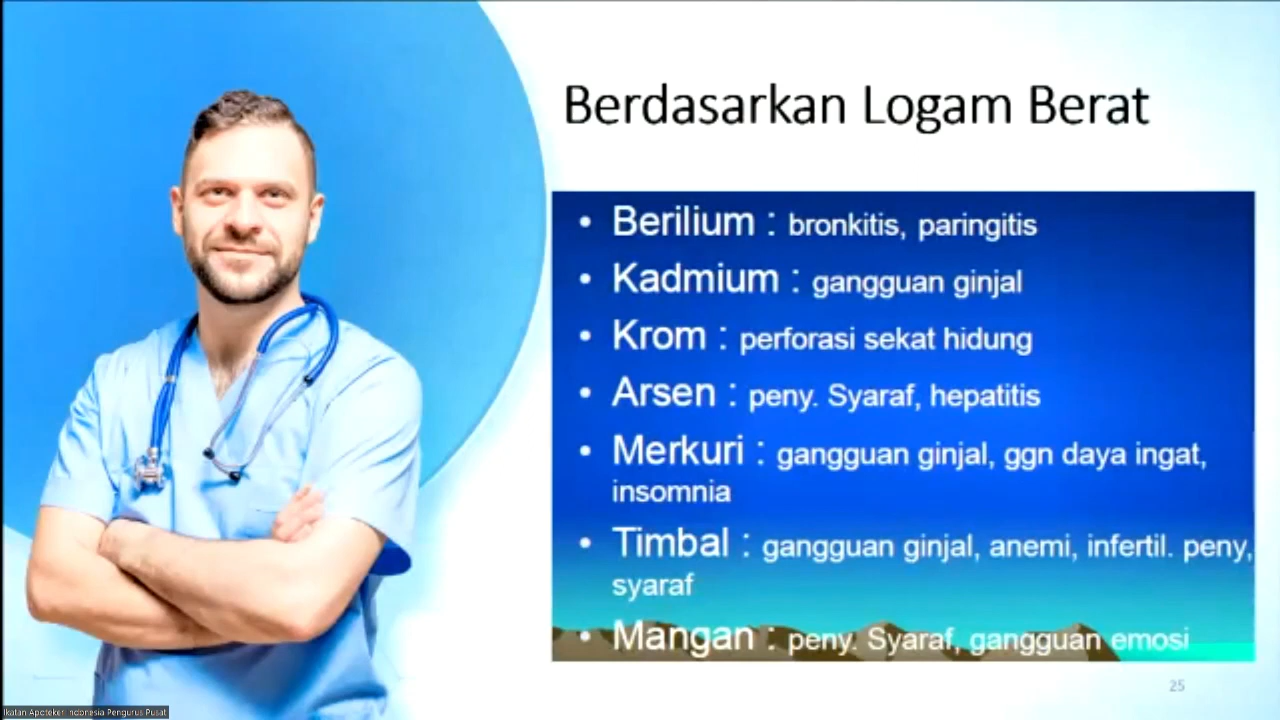 Berdasarkan Logam Berat
• Berilium : bronkitis, paringitis
• Kadmium : gangguan ginjal
• Krom : perforasi sekat hidung
• Arsen : peny. Syaraf, hepatitis
• Merkuri : gangguan ginjal, ggn daya ingat,
insomnia
• Timbal : gangguan ginjal, anemi, infertil. peny,
syaraf
• Mangan : peny. Syaraf, gangguan emosi
25
Ikatan Apoteker Indonesia Pengurus Pusat